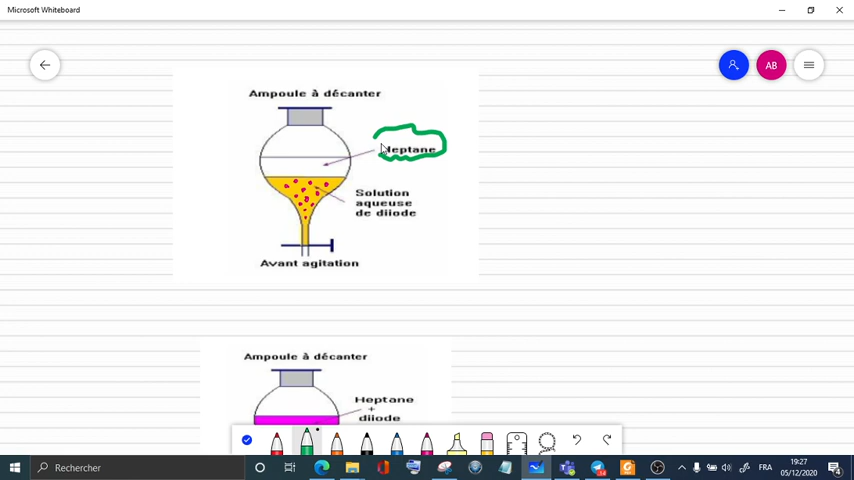 Microsoft Whiteboard
AB
Ampoule à décanter
Heptane
Solution
aqueuse
de diiode
Avant agitation
Ampoule à décanter
Heptane
+
diiode
Rechercher
FRA
19:27
05/12/2020
4